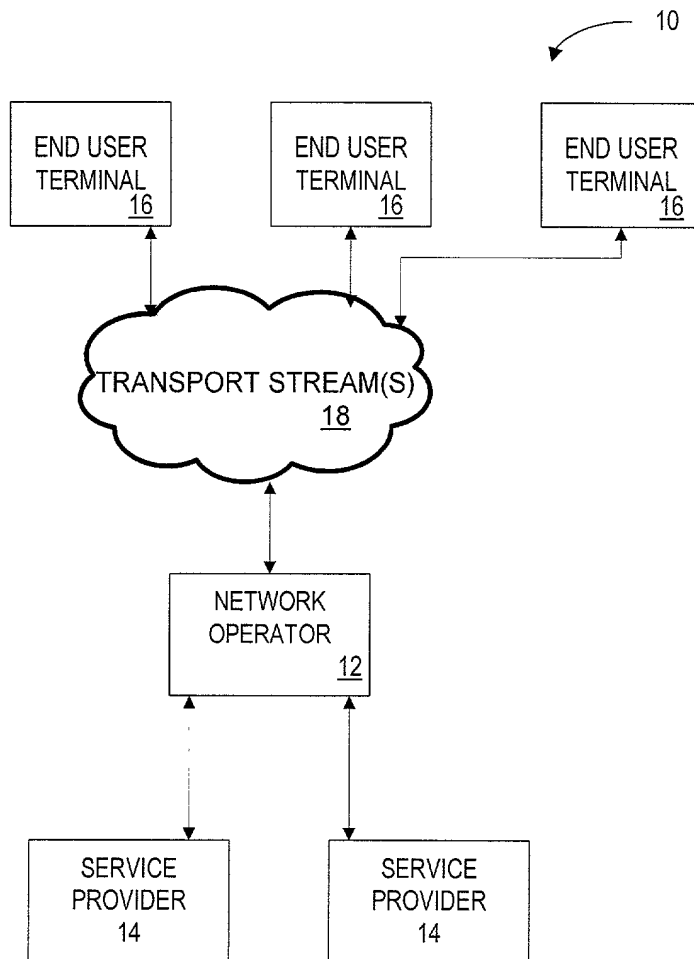 10
END USER
TERMINAL
16
END USER
TERMINAL
16
END USER
TERMINAL
16
TRANSPORT STREAM(S)
18
NETWORK
OPERATOR
12
SERVICE
PROVIDER
14
SERVICE
PROVIDER
14